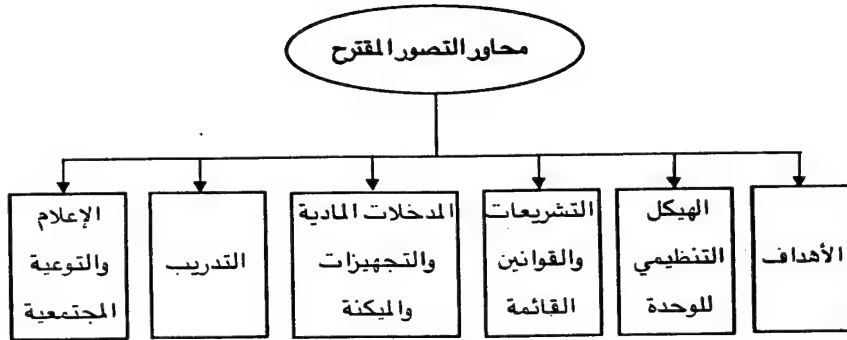 محاور التصور المقترح
الأهداف
الهيكل
التنظيمي
للوحدة
التشريعات
والقوانين
القائمة
المدخلات المادية
والتجهيزات
والميكنة
التدريب
الإعلام
والتوعية
المجتمعية